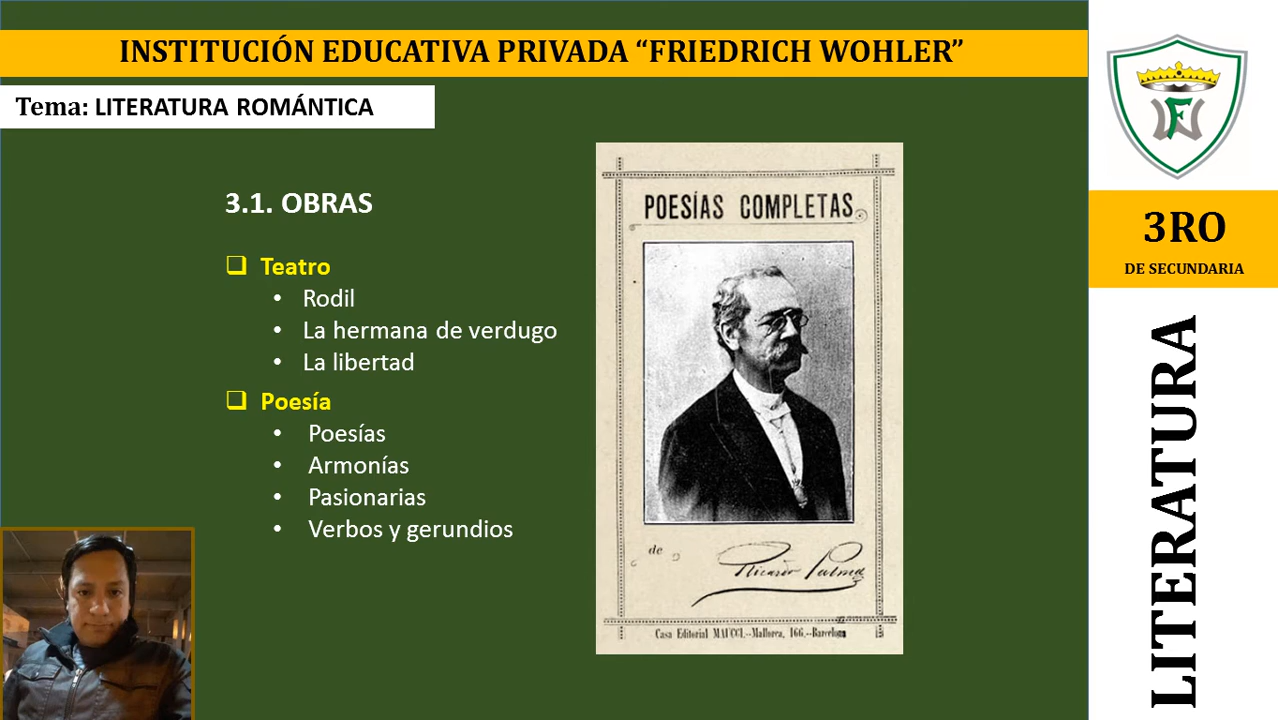 INSTITUCIÓN EDUCATIVA PRIVADA “FRIEDRICH WOHLER”
Tema: LITERATURA ROMÁNTICA
3.1. OBRAS
❑ Teatro
• Rodil
• La hermana de verdugo
• La libertad
❑ Poesía
• Poesías
• Armonías
• Pasionarias
• Verbos y gerundios
POESÍAS COMPLETAS
de
Ricardo Palma
Casa Editorial MAUCCI.--Mallorca, 166.--Barcelona
F W
3RO
DE SECUNDARIA
LITERATURA